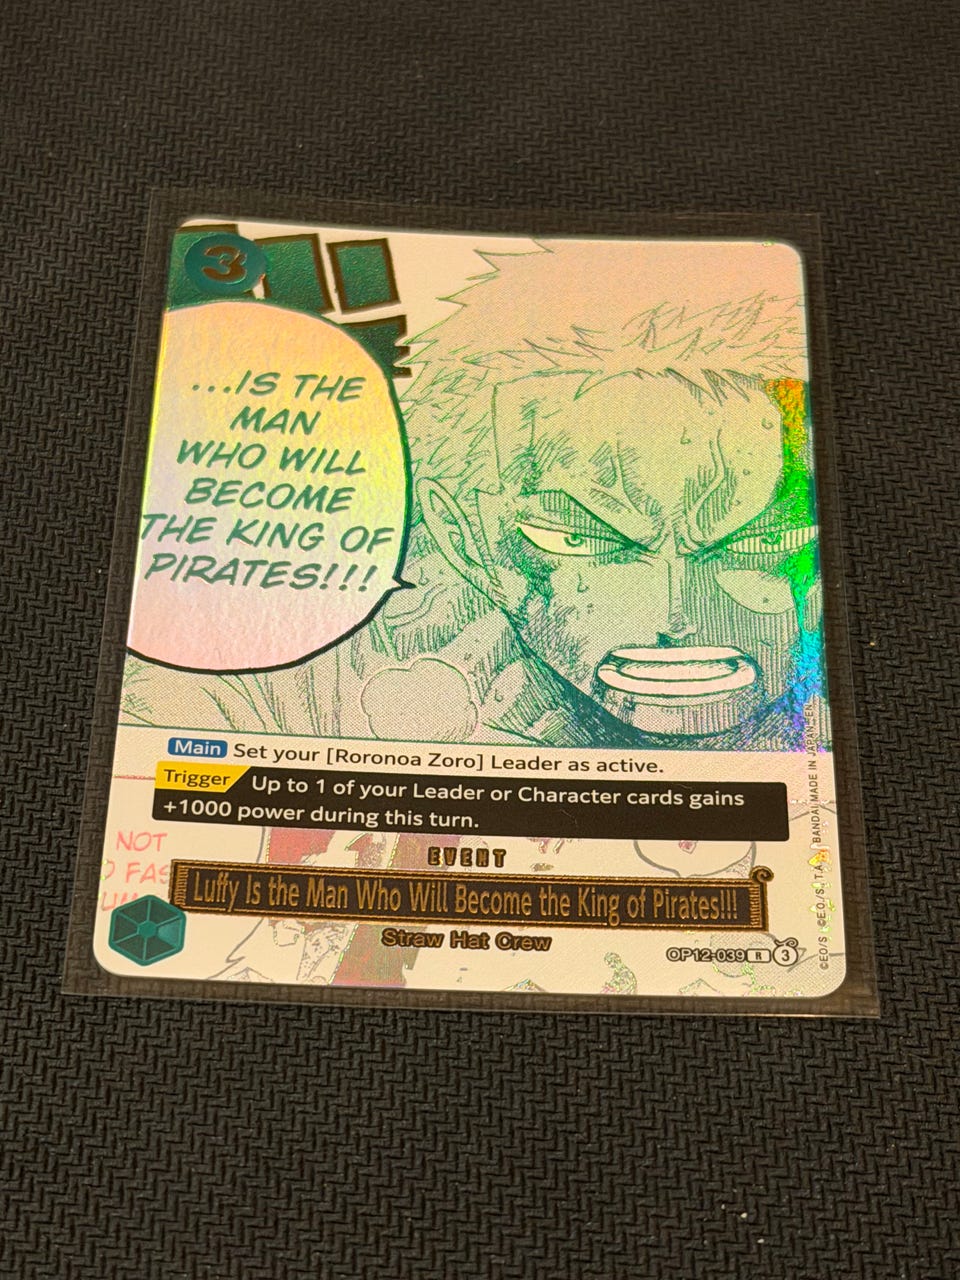 3
...IS THE
MAN
WHO WILL
BECOME
THE KING OF
PIRATES!!!
Main Set your [Roronoa Zoro] Leader as active.
Trigger Up to 1 of your Leader or Character cards gains
+1000 power during this turn.
NOT
FAS
EVENT
Luffy Is the Man Who Will Become the King of Pirates!!!
Straw Hat Crew
OP12-039 R 3
©E.O./S. ©E.O./S., T.A. BANDAI MADE IN JAPAN EN